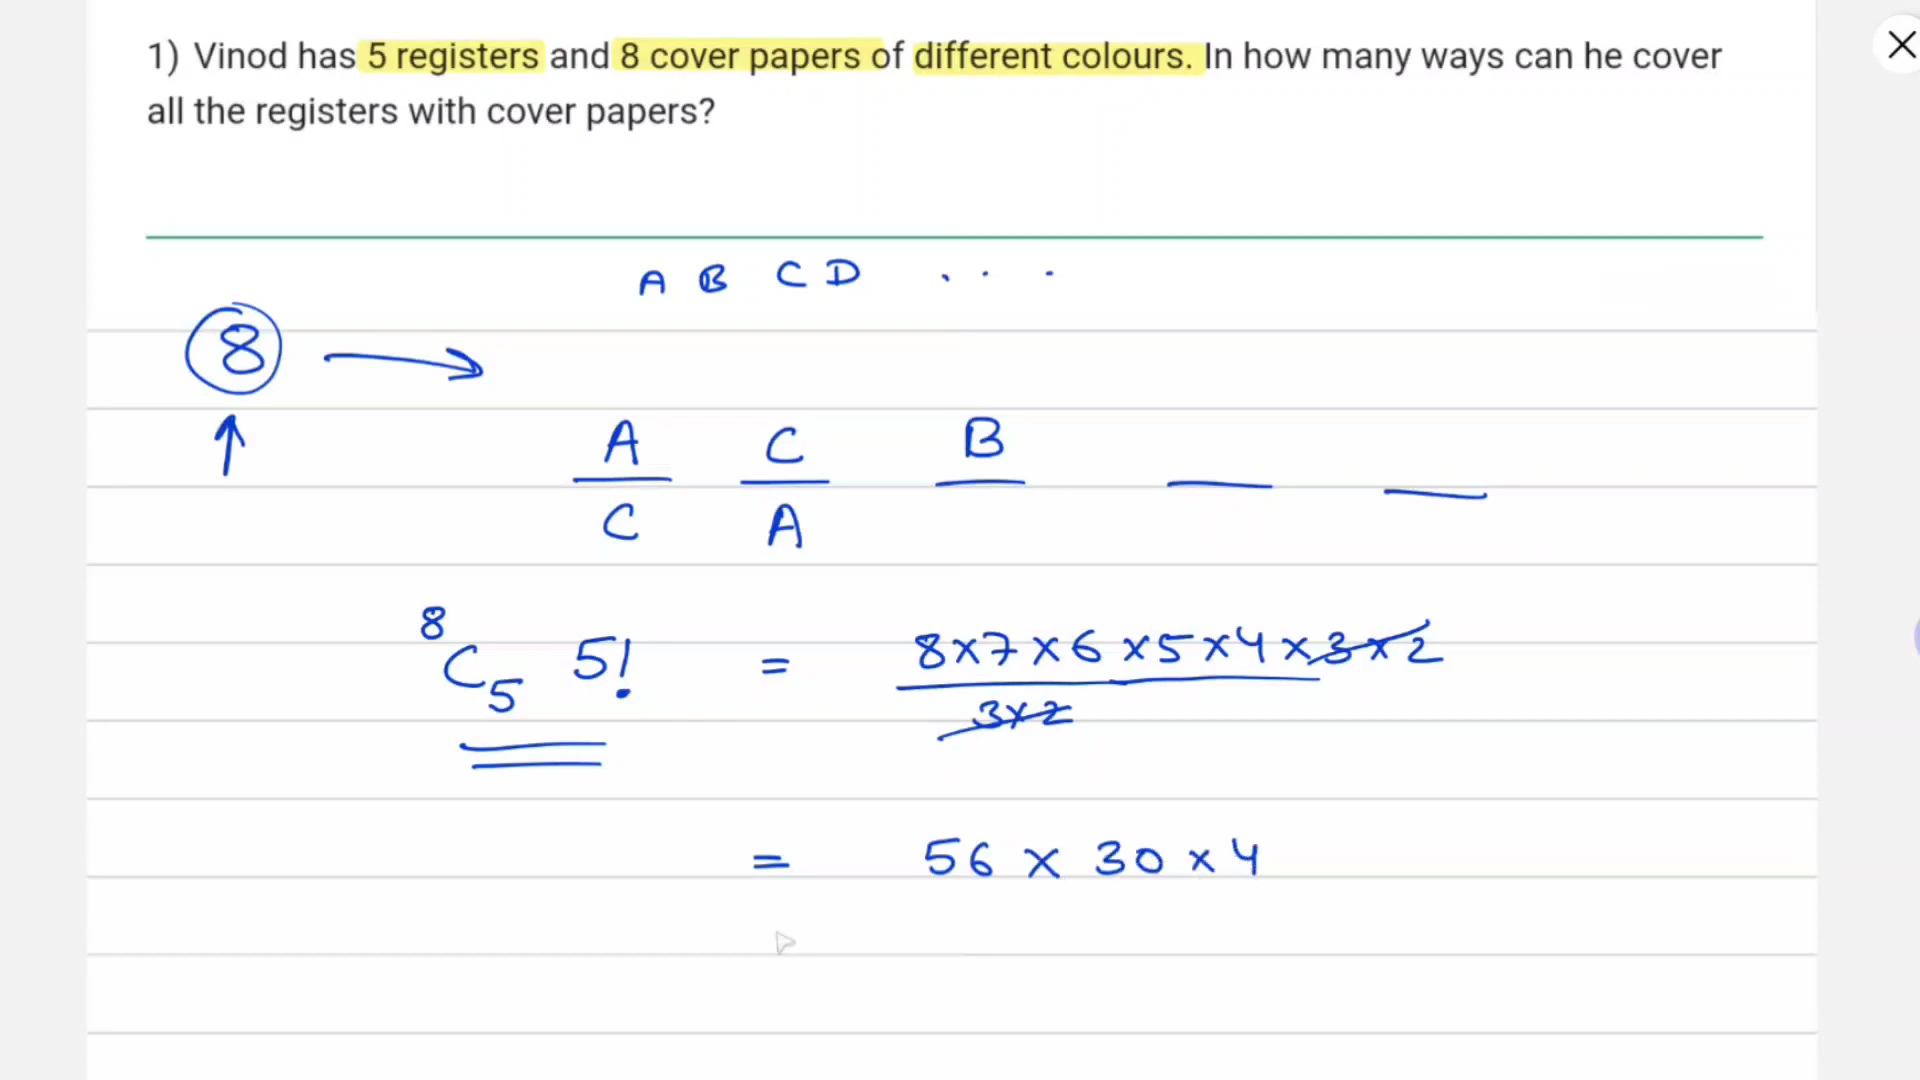 1) Vinod has 5 registers and 8 cover papers of different colours. In how many ways can he cover
all the registers with cover papers?
A B C D . . . .
8 →
↑
A C B
C A
⁸C₅ 5! = 8×7×6×5×4×3×2
3×2
= 56 × 30 × 4